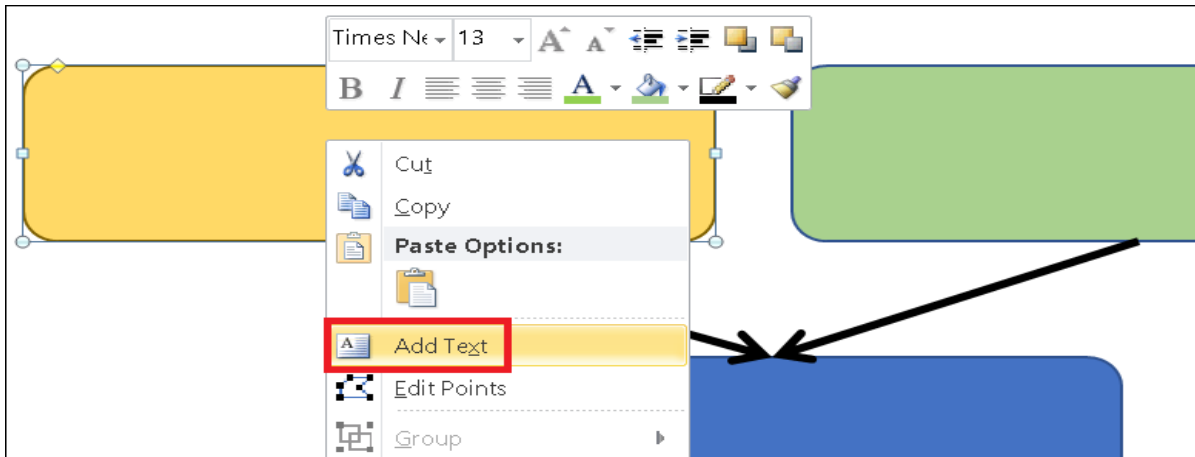 Times Ne 13 A A
B I A
Cut
Copy
Paste Options:
Add Text
Edit Points
Group